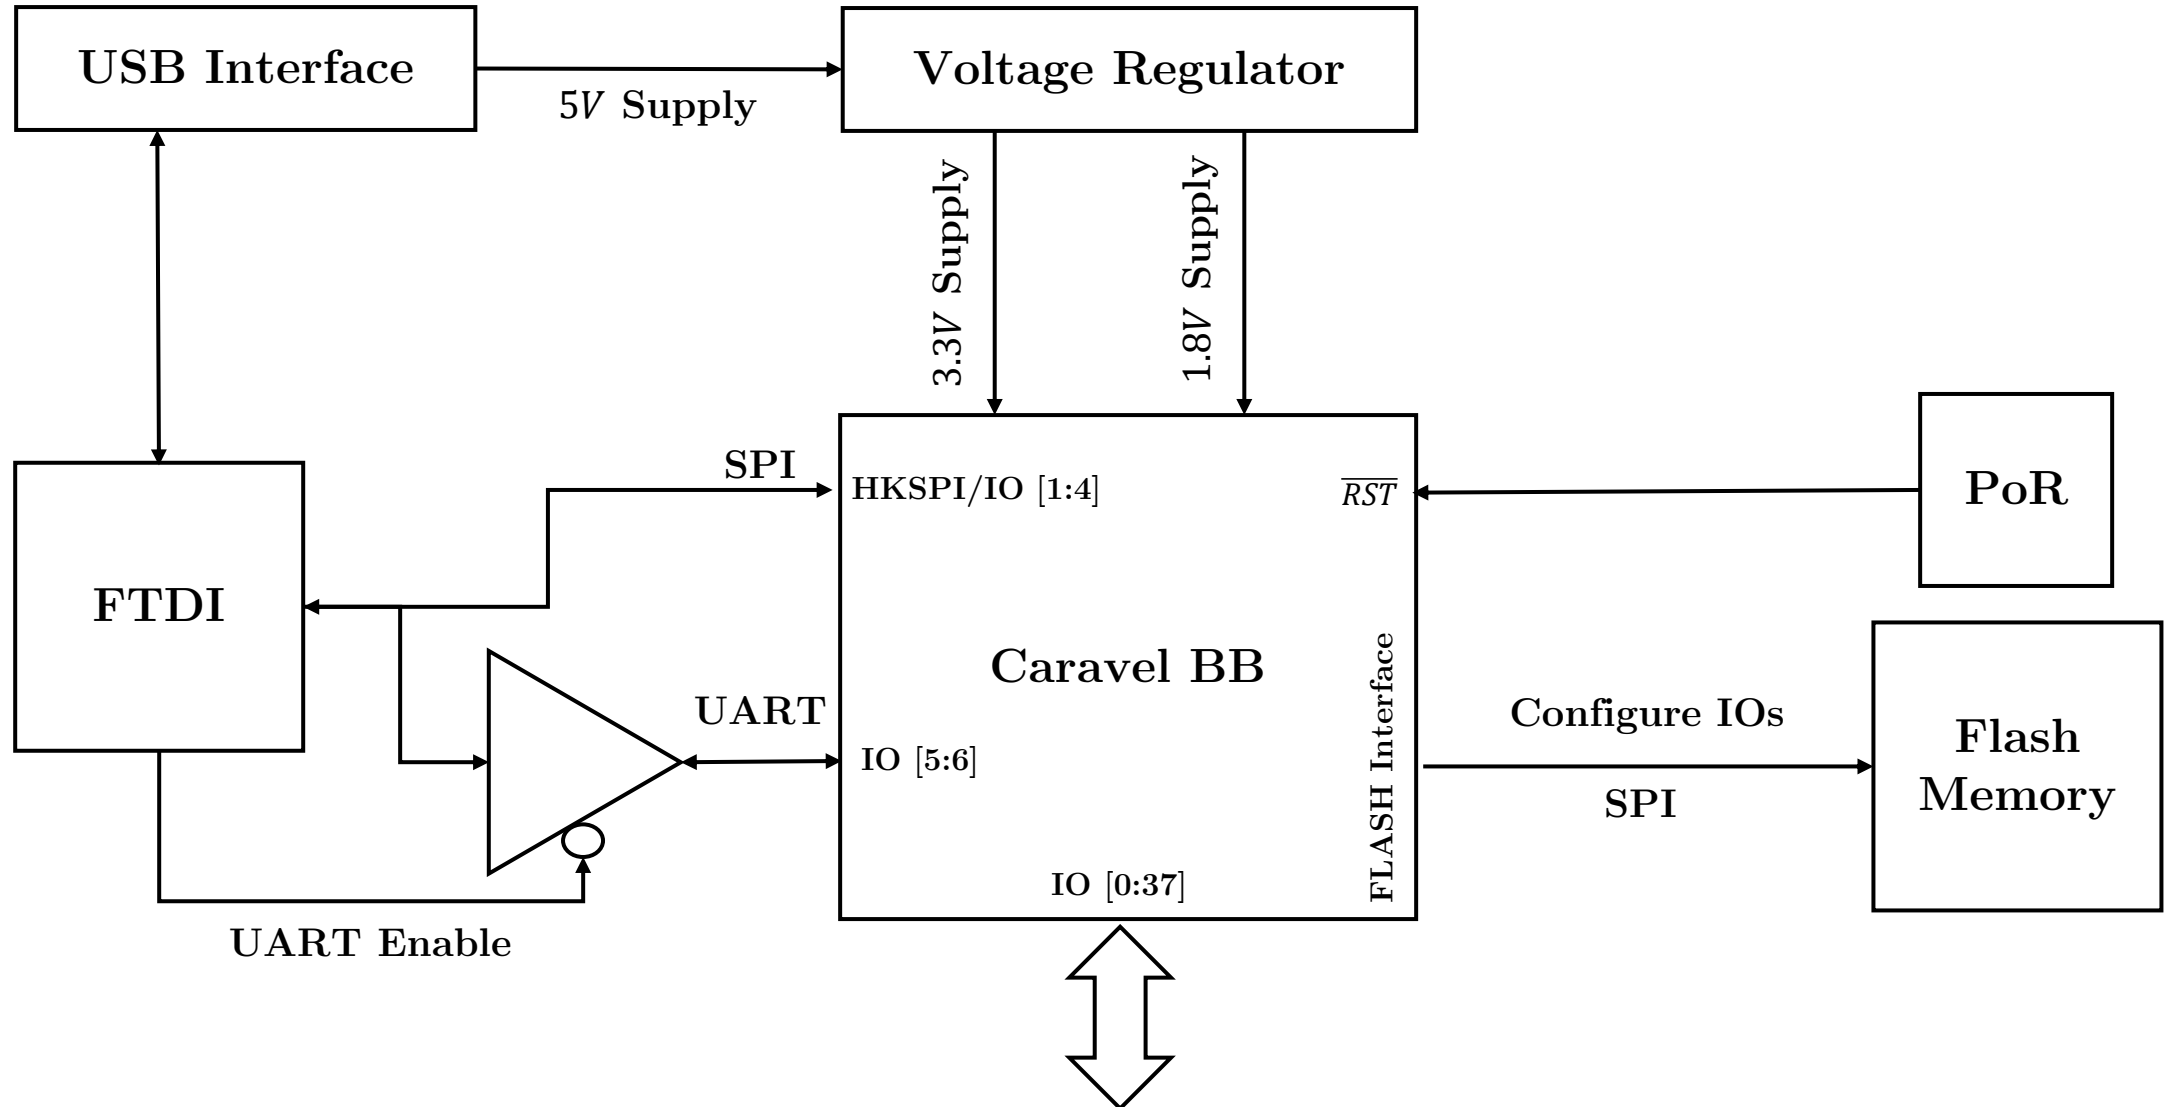 USB Interface
Voltage Regulator
5V Supply
3.3V Supply
1.8V Supply
SPI
HKSPI/IO [1:4]
R̅S̅T̅
PoR
FTDI
Caravel BB
UART
IO [5:6]
FLASH Interface
Configure IOs
SPI
Flash
Memory
IO [0:37]
UART Enable